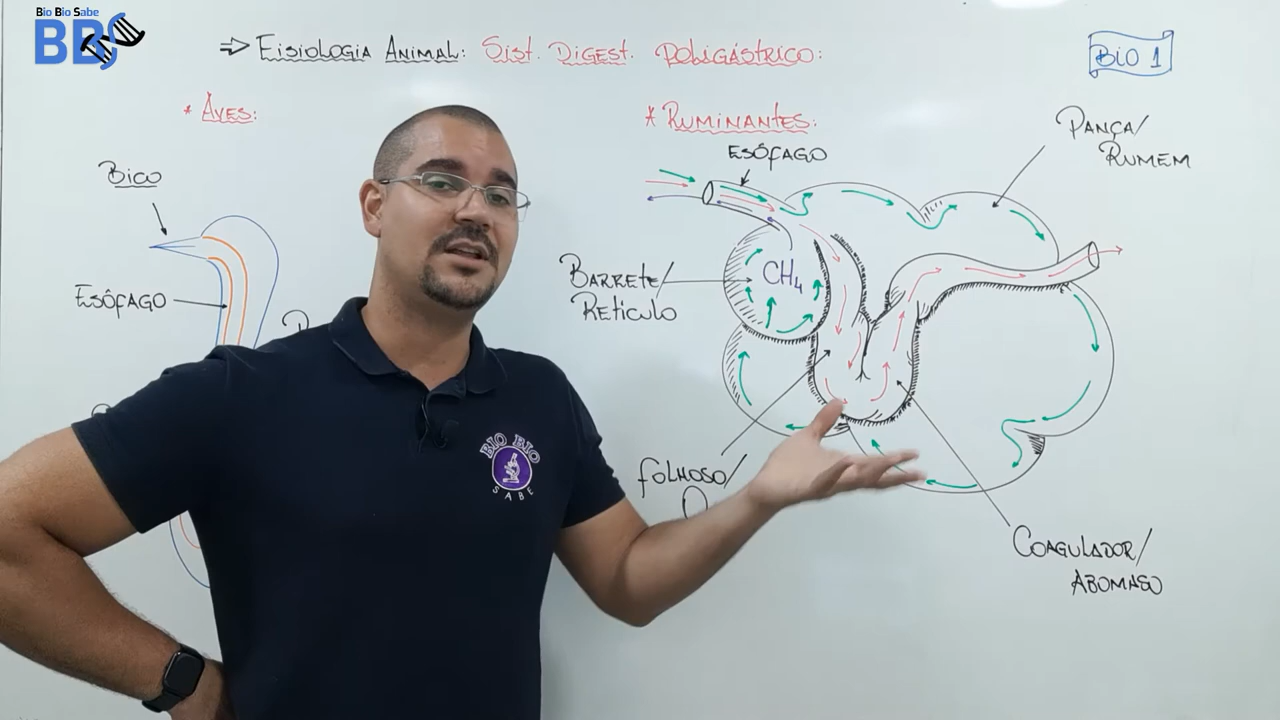 Bio Bio Sabe
BBS
⇒ Fisiologia Animal: Sist. Digest. Poligástrico:
BIO 1
* Aves:
* Ruminantes:
Bico
Esôfago
Esófago
Pança/
Rumem
Barrete/
Retículo
CH4
Folhoso/
Coagulador/
Abomaso
BIO BIO
SABE